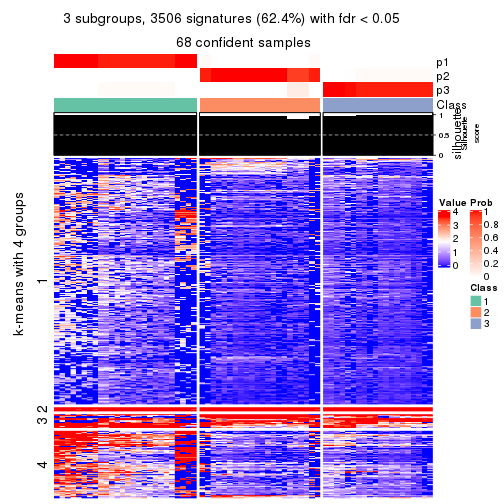 3 subgroups, 3506 signatures (62.4%) with fdr < 0.05
68 confident samples
p1
p2
p3
Class
silhouette
Silhouette
score
1
0.5
0
k-means with 4 groups
1
2
3
4
Value
4
3
2
1
0
Prob
1
0.8
0.6
0.4
0.2
0
Class
1
2
3